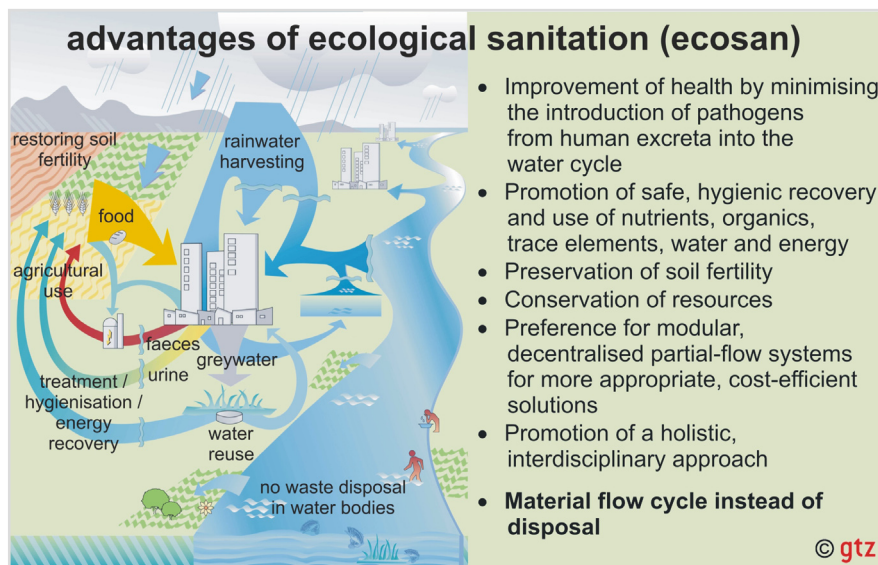 advantages of ecological sanitation (ecosan)
restoring soil
fertility
rainwater
harvesting
food
agricultural
use
faeces
greywater
urine
treatment /
hygienisation /
energy
recovery
water
reuse
no waste disposal
in water bodies
• Improvement of health by minimising
the introduction of pathogens
from human excreta into the
water cycle
• Promotion of safe, hygienic recovery
and use of nutrients, organics,
trace elements, water and energy
• Preservation of soil fertility
• Conservation of resources
• Preference for modular,
decentralised partial-flow systems
for more appropriate, cost-efficient
solutions
• Promotion of a holistic,
interdisciplinary approach
• Material flow cycle instead of
disposal
© gtz